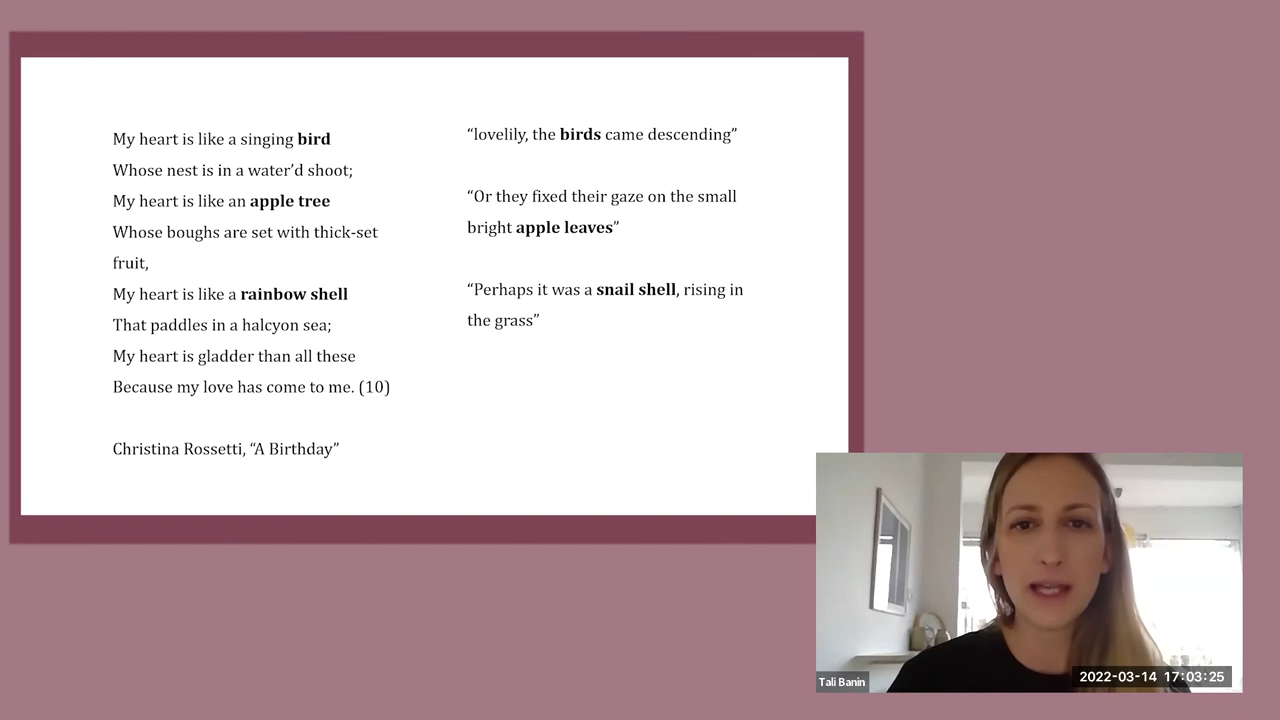 My heart is like a singing bird
Whose nest is in a water’d shoot;
My heart is like an apple tree
Whose boughs are set with thick-set
fruit,
My heart is like a rainbow shell
That paddles in a halcyon sea;
My heart is gladder than all these
Because my love has come to me. (10)
Christina Rossetti, “A Birthday”
“lovelily, the birds came descending”
“Or they fixed their gaze on the small
bright apple leaves”
“Perhaps it was a snail shell, rising in
the grass”
Tali Banin
2022-03-14 17:03:25